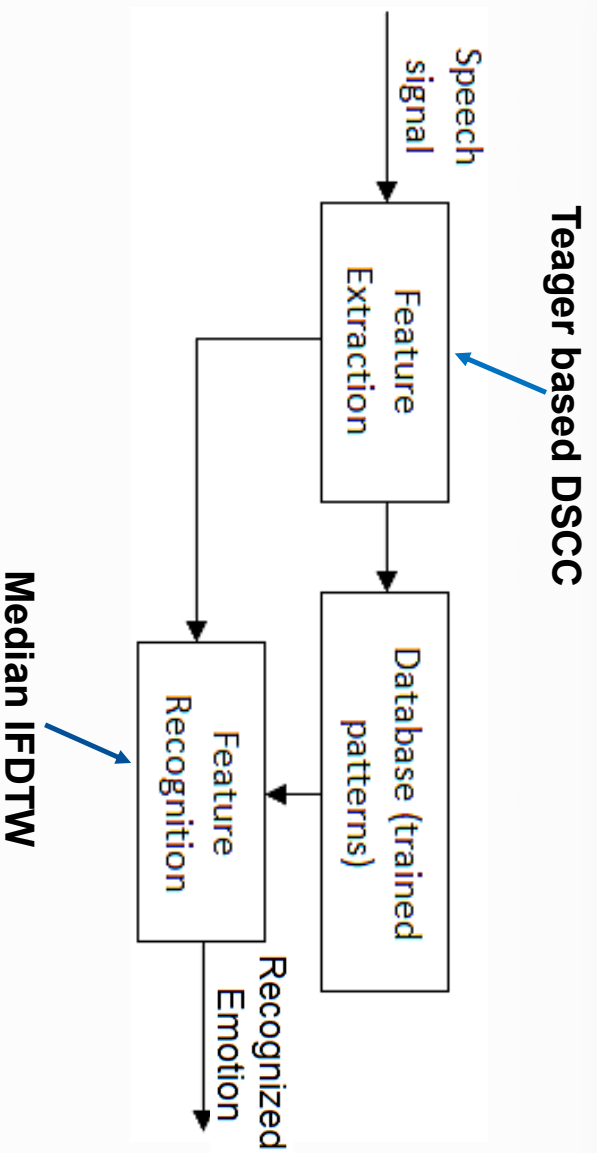 Teager based DSCC
Speech
signal
Feature
Extraction
Database (trained
patterns)
Feature
Recognition
Recognized
Emotion
Median IFDTW